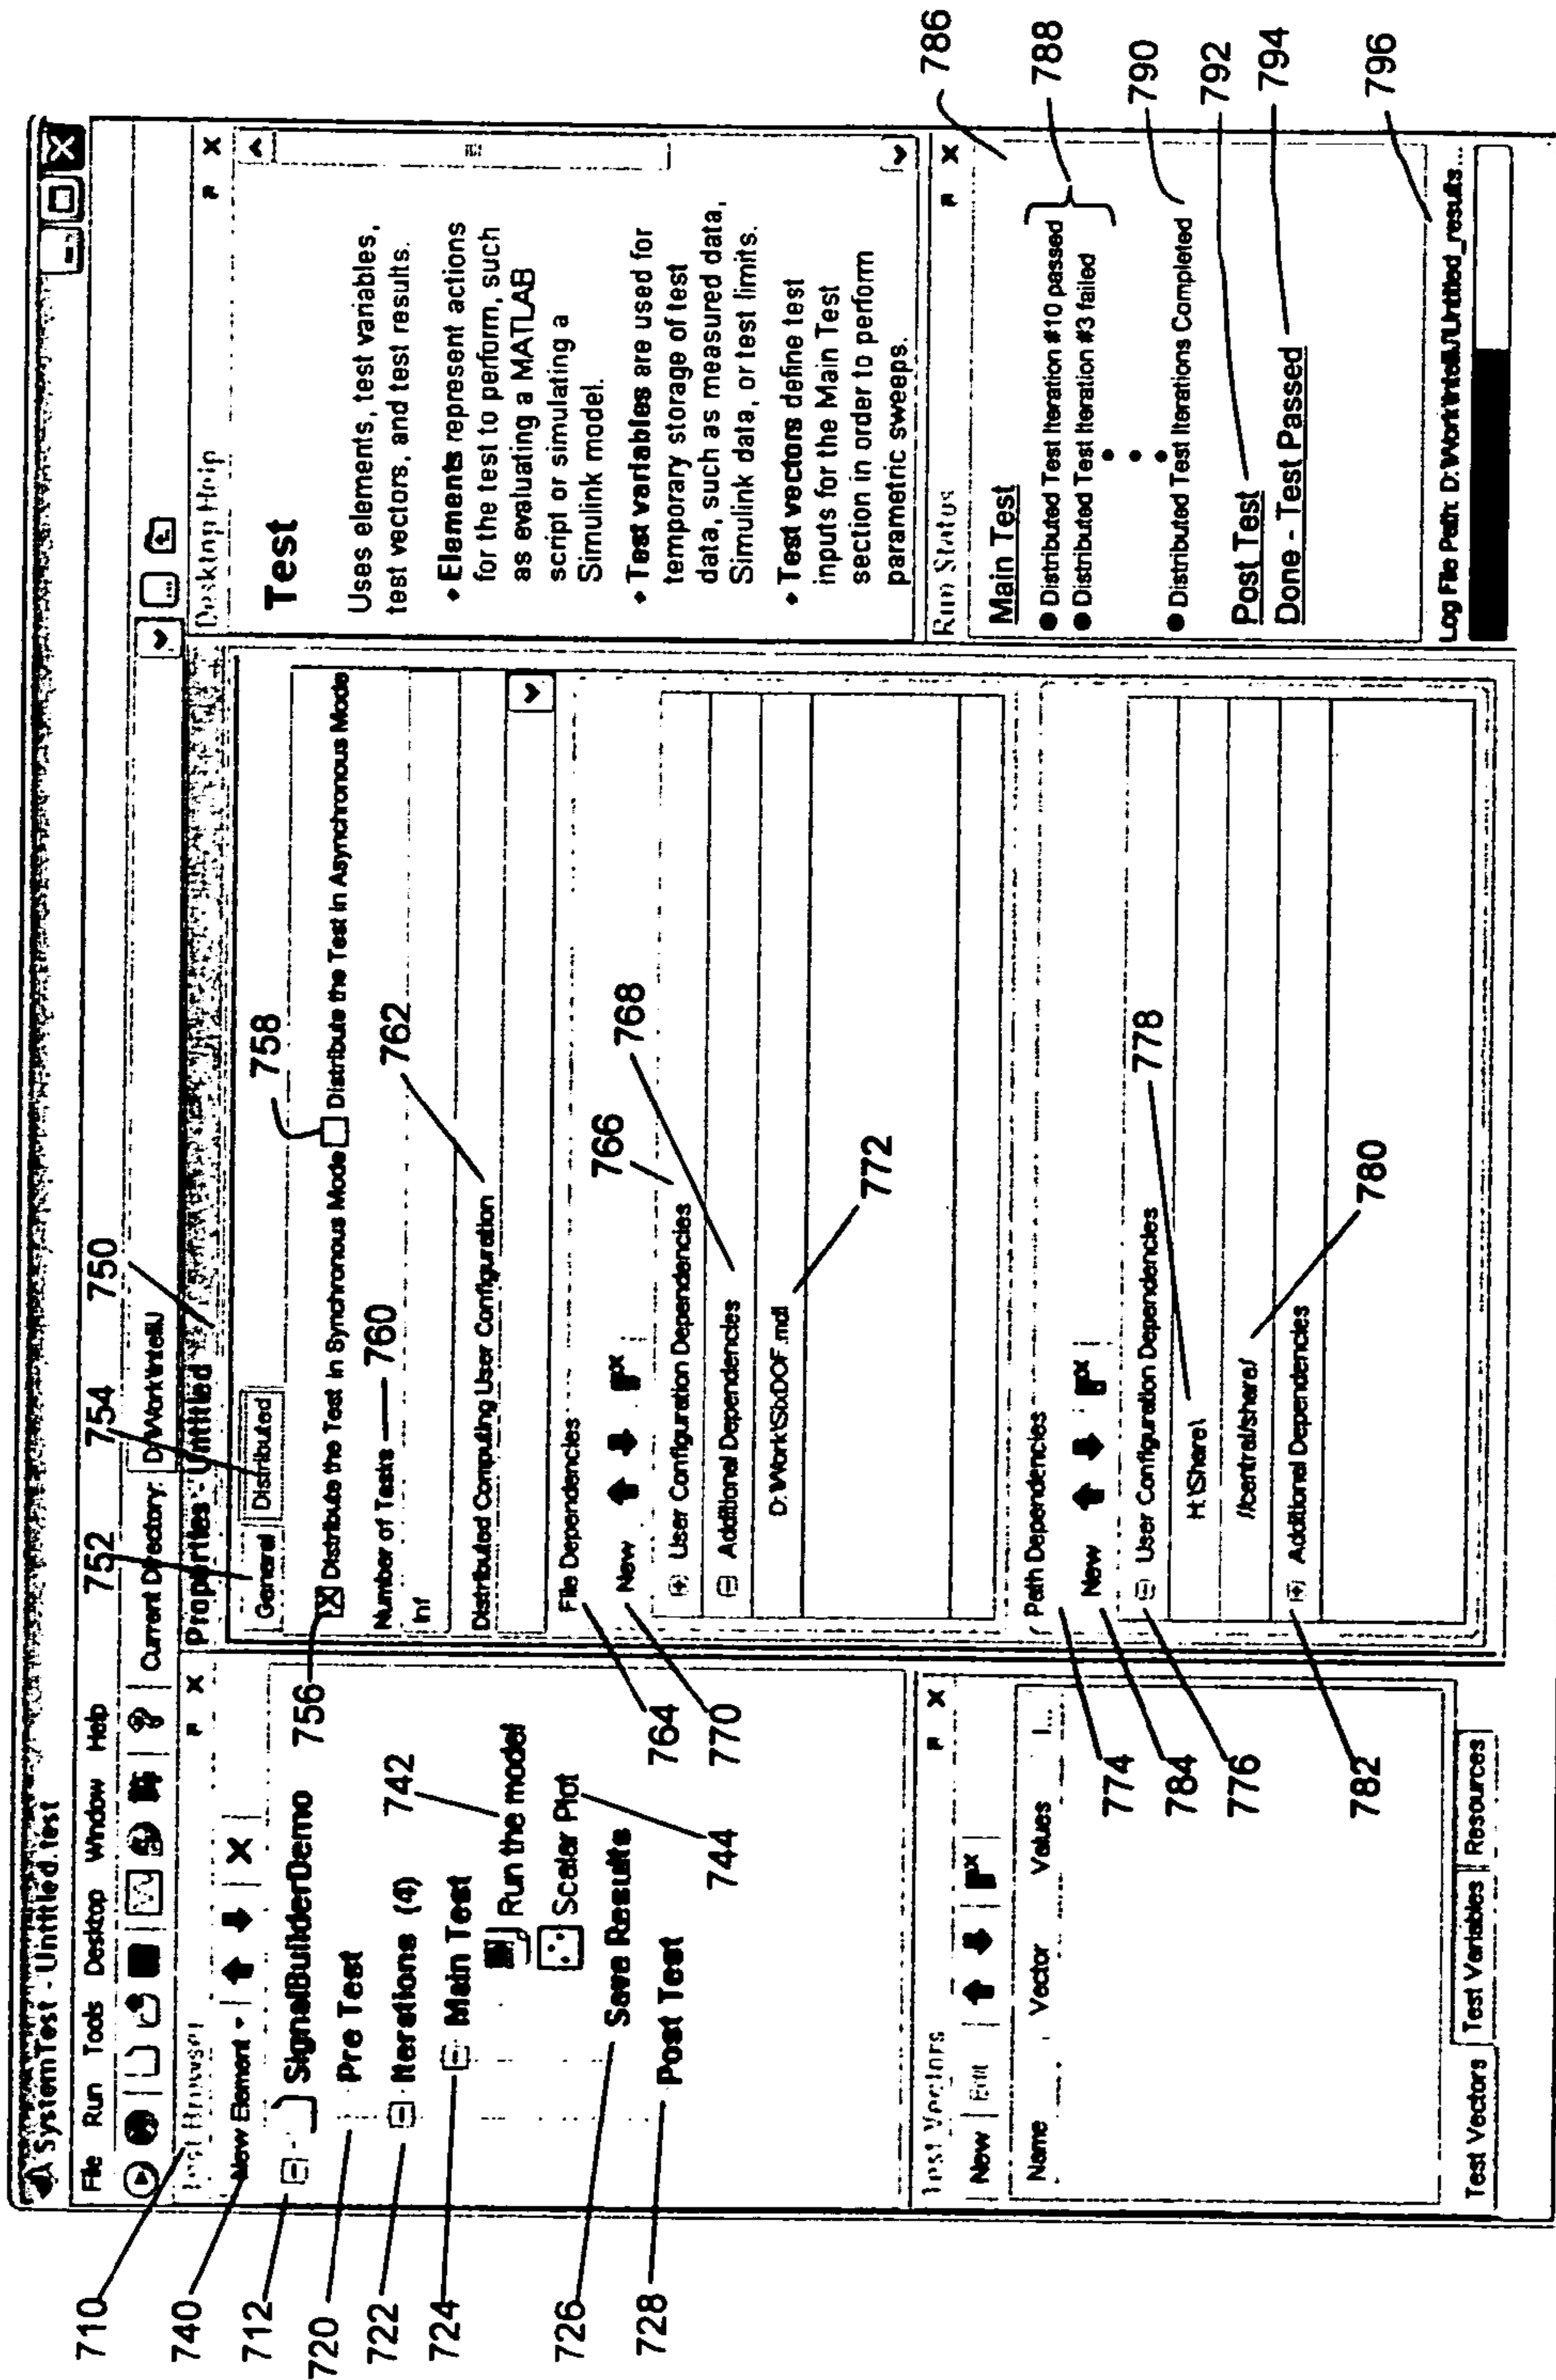 SystemTest - Untitled.test
File Run Tools Desktop Window Help
Current Directory: D:\Work\IntelliJ
Test Browser
New Element
SignalBuilderDemo
Pre Test
Iterations (4)
Main Test
Run the model
Scalar Plot
Save Results
Post Test
710
740
712
720
722
724
726
728
742
744
Test Vectors
New Edit
Name Vector Values I...
Test Vectors Test Variables Resources
Properties - Untitled
752
754
750
General Distributed
758
756
Distribute the Test in Synchronous Mode Distribute the Test in Asynchronous Mode
Number of Tasks 760
Inf
762
Distributed Computing User Configuration
File Dependencies
764
New
770
766
768
User Configuration Dependencies
Additional Dependencies
D:\Work\SixDOF.mdl
772
Path Dependencies
774
New
784
User Configuration Dependencies
776
778
H:\Share\
//central/share/
780
Additional Dependencies
782
Desktop Help
Test
Uses elements, test variables,
test vectors, and test results.
• Elements represent actions
for the test to perform, such
as evaluating a MATLAB
script or simulating a
Simulink model.
• Test variables are used for
temporary storage of test
data, such as measured data,
Simulink data, or test limits.
• Test vectors define test
inputs for the Main Test
section in order to perform
parametric sweeps.
Run Status
786
Main Test
• Distributed Test Iteration #10 passed
• Distributed Test Iteration #3 failed
788
• Distributed Test Iterations Completed
790
Post Test
792
Done - Test Passed
794
796
Log File Path: D:\Work\IntelliJ\Untitled_results...